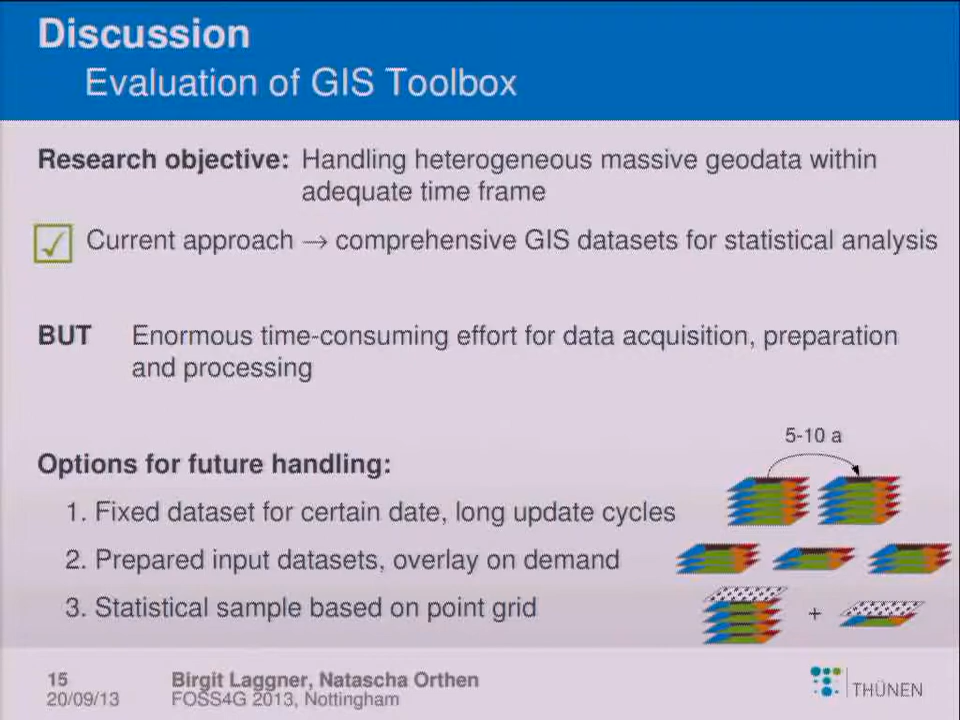 Discussion
Evaluation of GIS Toolbox
Research objective: Handling heterogeneous massive geodata within
adequate time frame
Current approach → comprehensive GIS datasets for statistical analysis
BUT Enormous time-consuming effort for data acquisition, preparation
and processing
5-10 a
Options for future handling:
1. Fixed dataset for certain date, long update cycles
2. Prepared input datasets, overlay on demand
3. Statistical sample based on point grid
+
15 Birgit Laggner, Natascha Orthen
20/09/13 FOSS4G 2013, Nottingham
THÜNEN